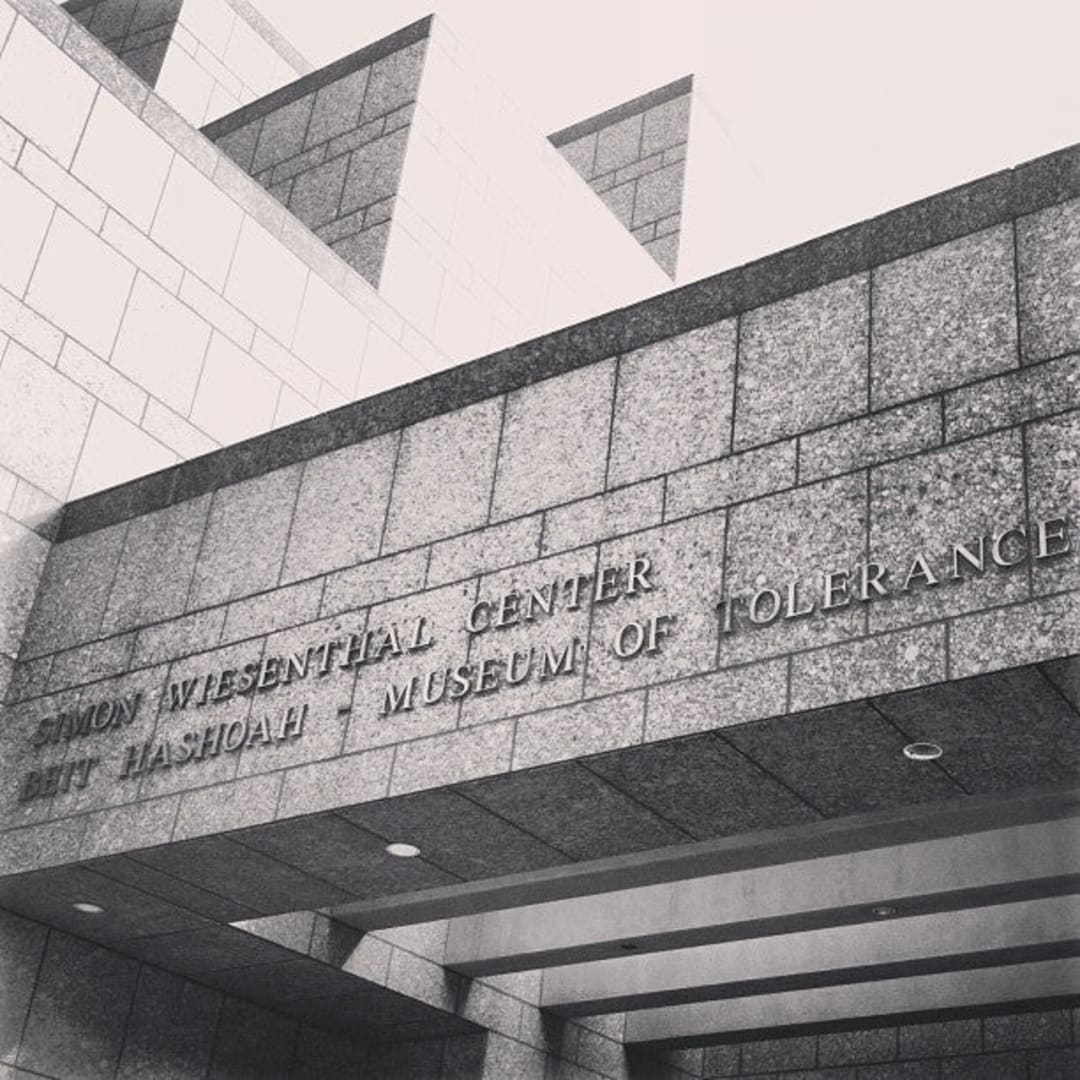 SIMON WIESENTHAL CENTER
BEIT HASHOAH - MUSEUM OF TOLERANCE